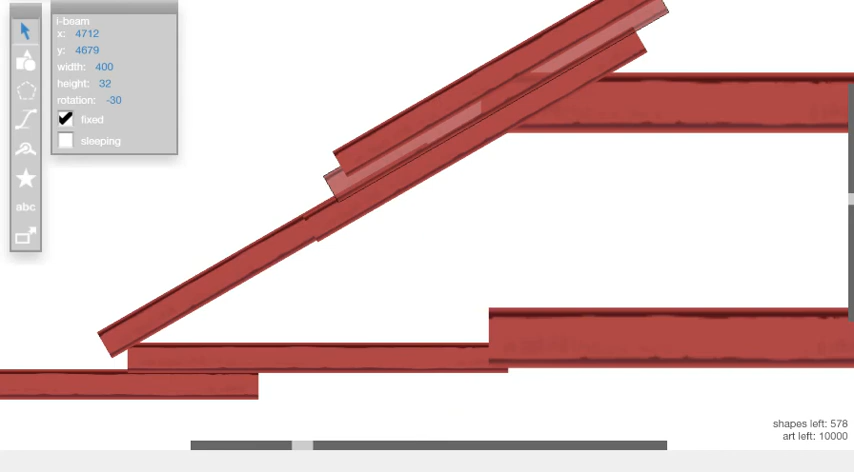 i-beam
x: 4712
y: 4679
width: 400
height: 32
rotation: -30
fixed
sleeping
abc
shapes left: 578
art left: 10000